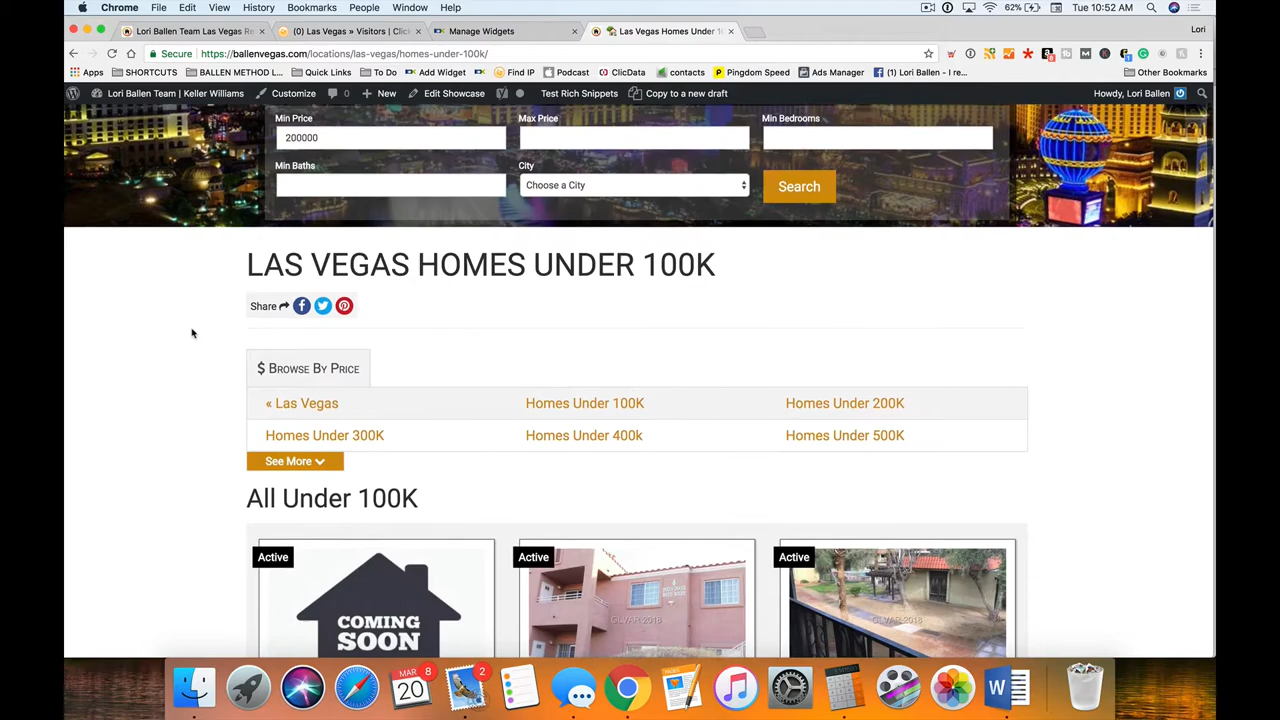 Chrome File Edit View History Bookmarks People Window Help 62% Tue 10:52 AM
Lori Ballen Team Las Vegas Re (0) Las Vegas » Visitors | Clic Manage Widgets Las Vegas Homes Under 1 Lori
Secure https://ballenvegas.com/locations/las-vegas/homes-under-100k/
Apps SHORTCUTS BALLEN METHOD L Quick Links To Do Add Widget Find IP Podcast ClicData contacts Pingdom Speed Ads Manager (1) Lori Ballen - I re... Other Bookmarks
Lori Ballen Team | Keller Williams Customize 0 New Edit Showcase Test Rich Snippets Copy to a new draft Howdy, Lori Ballen
Min Price Max Price Min Bedrooms
200000
Min Baths City
Choose a City Search
LAS VEGAS HOMES UNDER 100K
Share
$ BROWSE BY PRICE
« Las Vegas Homes Under 100K Homes Under 200K
Homes Under 300K Homes Under 400k Homes Under 500K
See More
All Under 100K
Active Active Active
COMING
SOON
GLVAR 2018 GLVAR 2018
MAR 8 2
20
W